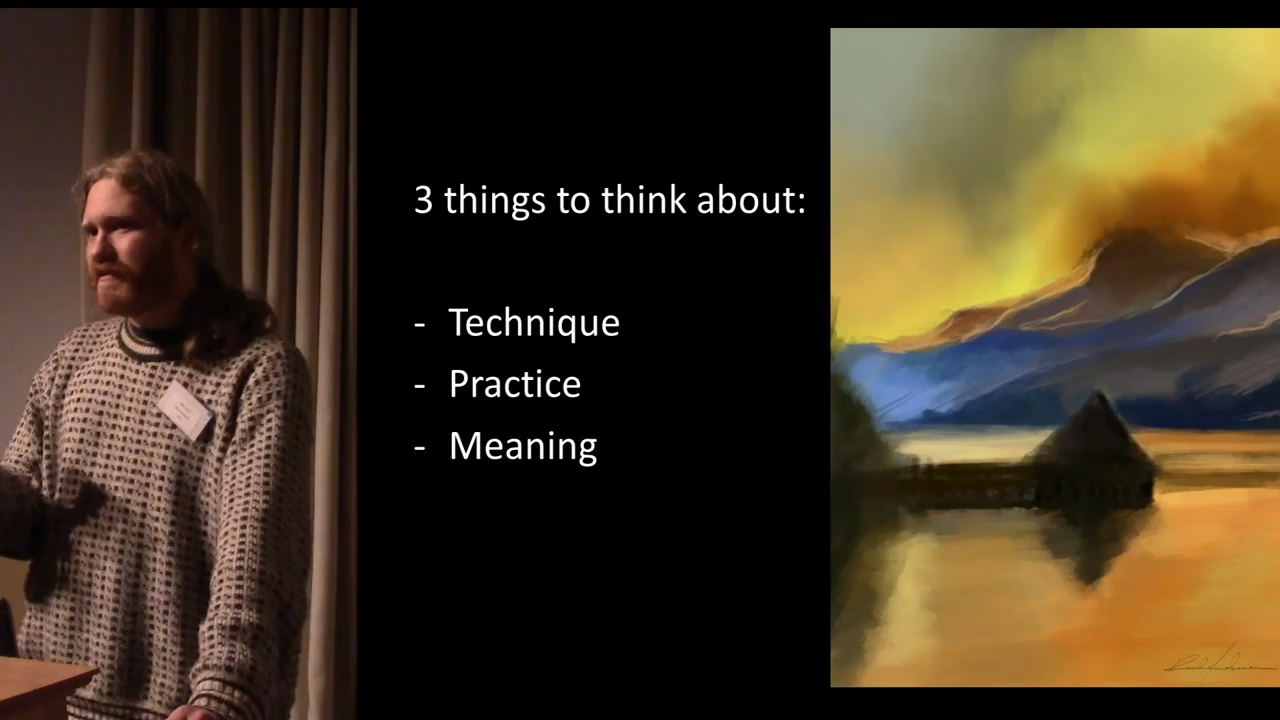 3 things to think about:
- Technique
- Practice
- Meaning